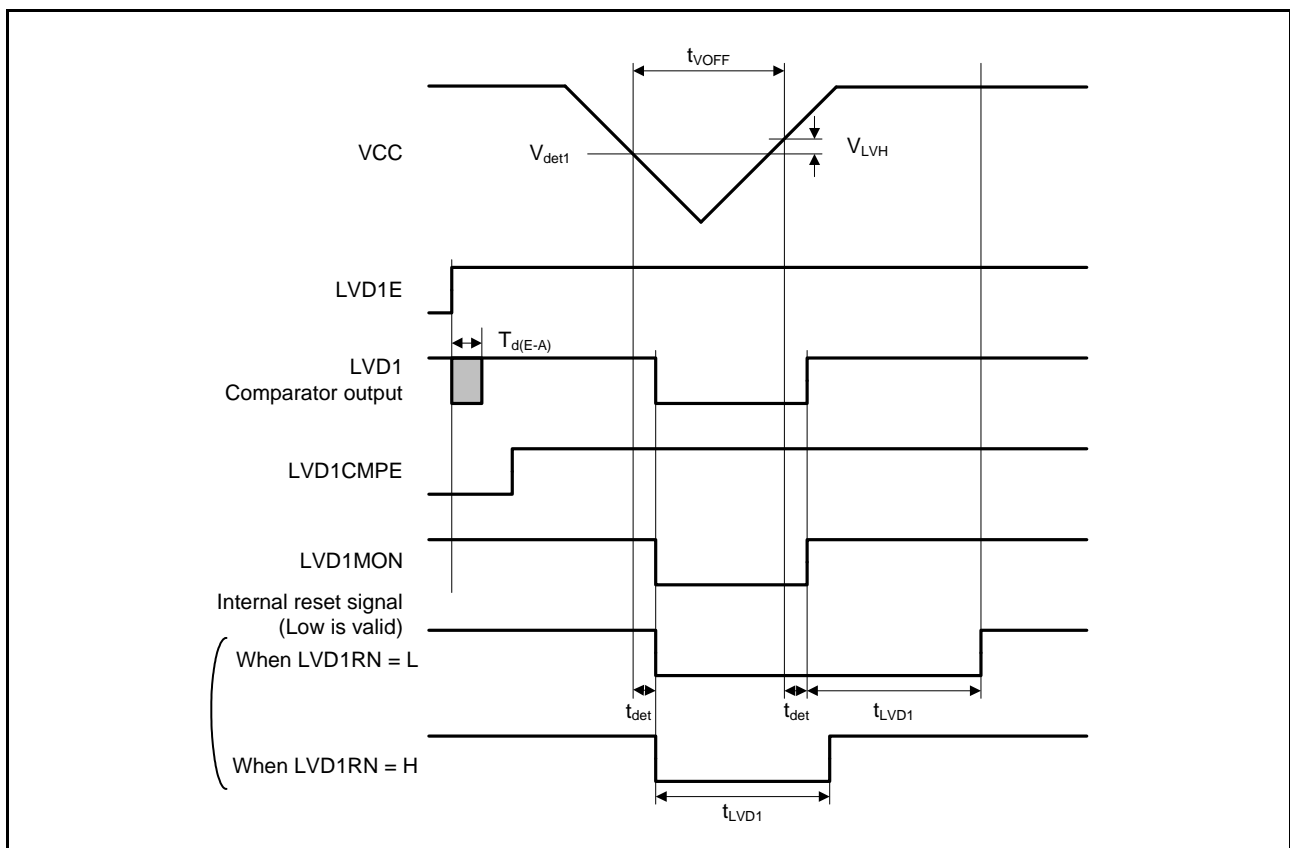 tVOFF
VCC
Vdet1
VLVH
LVD1E
Td(E-A)
LVD1
Comparator output
LVD1CMPE
LVD1MON
Internal reset signal
(Low is valid)
When LVD1RN = L
tdet
tdet
tLVD1
When LVD1RN = H
tLVD1